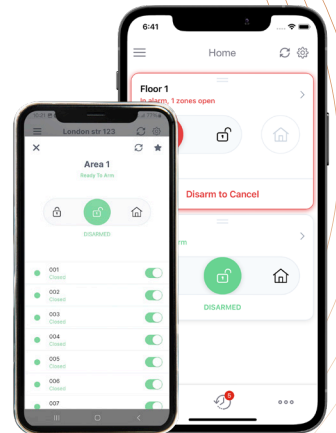 6:41
Home
Floor 1
In alarm, 1 zones open
Disarm to Cancel
rm
DISARMED
5
London str 123
Area 1
Ready To Arm
DISARMED
001
Closed
002
Closed
003
Closed
004
Closed
005
Closed
006
Closed
007